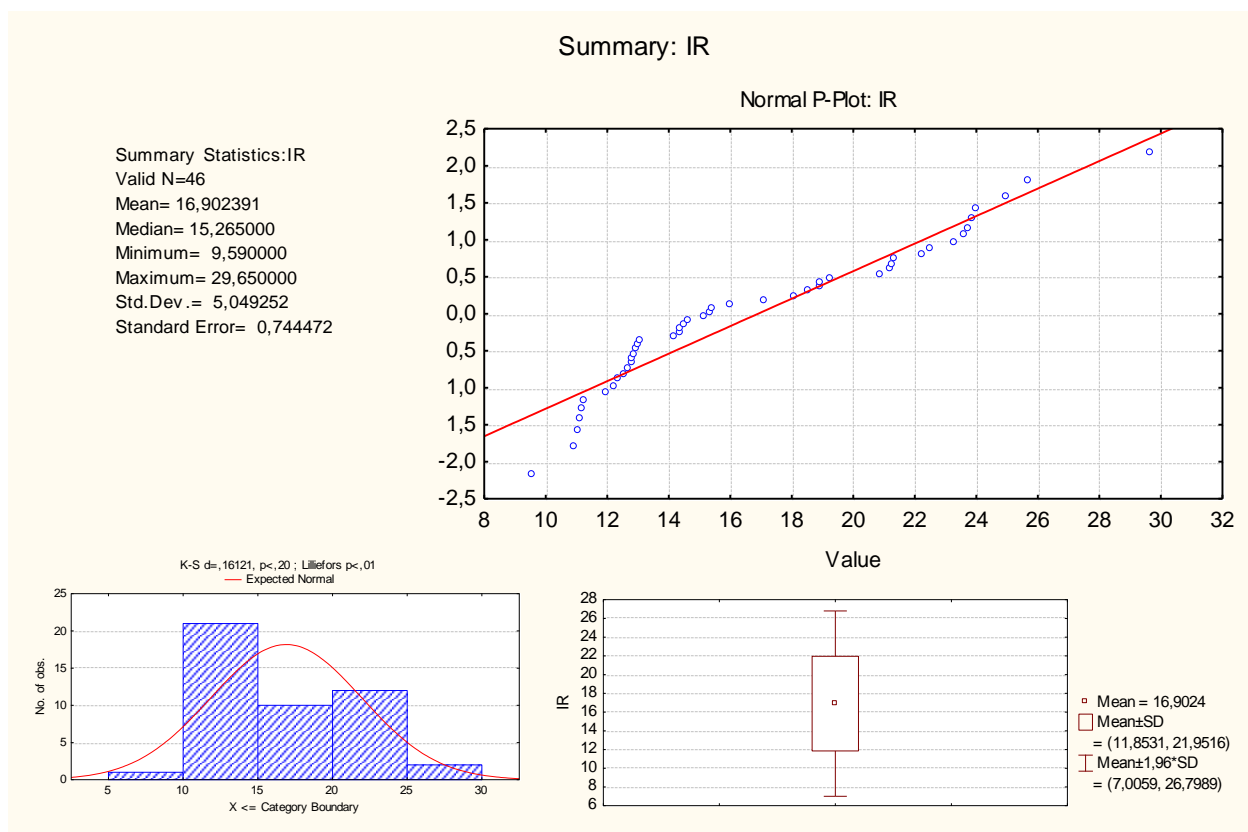 Summary: IR
Summary Statistics:IR
Valid N=46
Mean= 16,902391
Median= 15,265000
Minimum= 9,590000
Maximum= 29,650000
Std.Dev.= 5,049252
Standard Error= 0,744472
Normal P-Plot: IR
2,5
2,0
1,5
1,0
0,5
0,0
0,5
1,0
1,5
-2,0
-2,5
8 10 12 14 16 18 20 22 24 26 28 30 32
Value
K-S d=,16121, p<,20 ; Lilliefors p<,01
Expected Normal
25
20
15
10
5
0
No. of obs.
5 10 15 20 25 30
X <= Category Boundary
28
26
24
22
20
18
16
14
12
10
8
6
IR
Mean = 16,9024
Mean±SD
= (11,8531, 21,9516)
Mean±1,96*SD
= (7,0059, 26,7989)